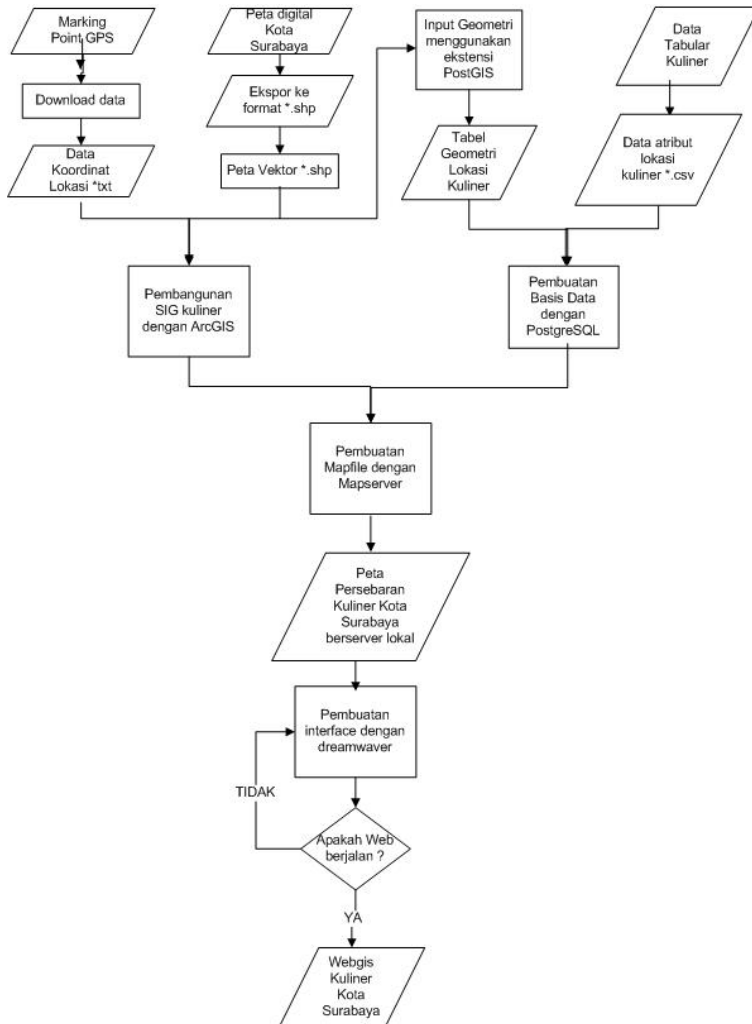 Marking
Point GPS
Download data
Data
Koordinat
Lokasi *txt
Peta digital
Kota
Surabaya
Ekspor ke
format *.shp
Peta Vektor *.shp
Input Geometri
menggunakan
ekstensi
PostGIS
Tabel
Geometri
Lokasi
Kuliner
Data
Tabular
Kuliner
Data atribut
lokasi
kuliner *.csv
Pembangunan
SIG kuliner
dengan ArcGIS
Pembuatan
Basis Data
dengan
PostgreSQL
Pembuatan
Mapfile dengan
Mapserver
Peta
Persebaran
Kuliner Kota
Surabaya
berserver lokal
Pembuatan
interface dengan
dreamwaver
TIDAK
Apakah Web
berjalan ?
YA
Webgis
Kuliner
Kota
Surabaya